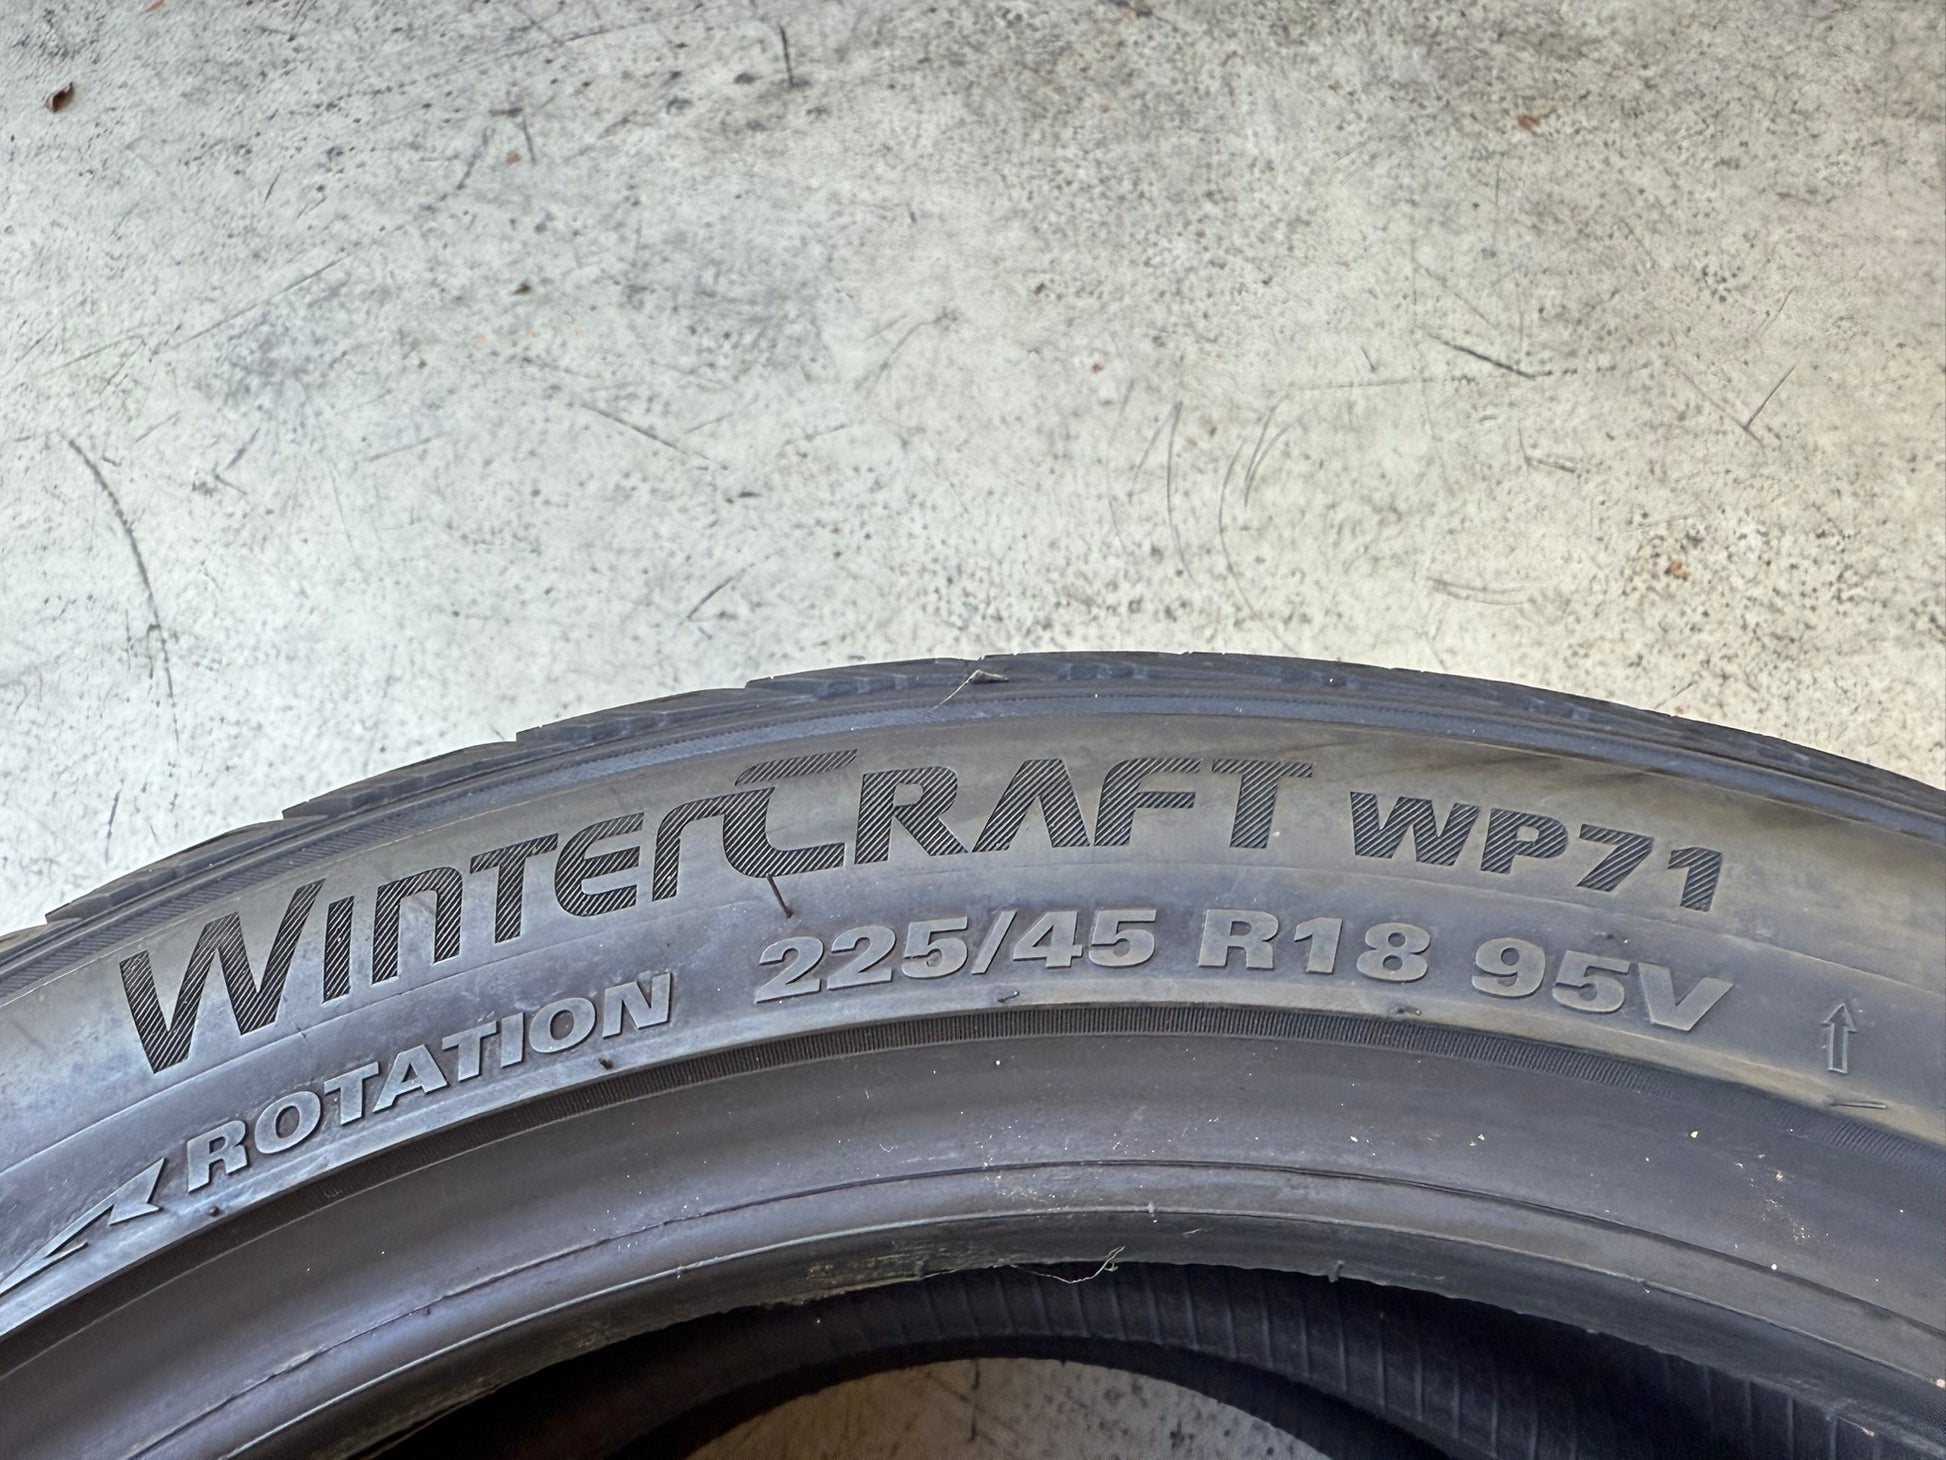 WINTERCRAFT WP71
ROTATION 225/45 R18 95V